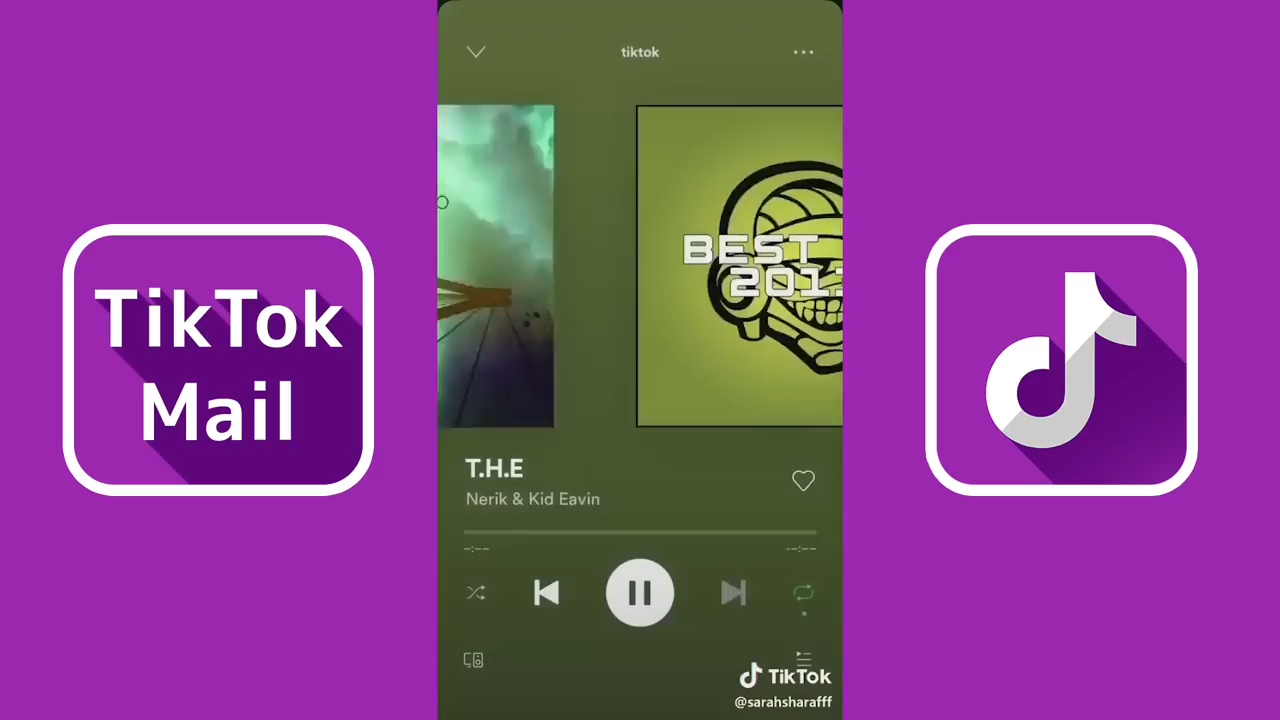 tiktok
TikTok
Mail
BEST
T.H.E
Nerik & Kid Eavin
-:--
--:--
TikTok
@sarahsharafff